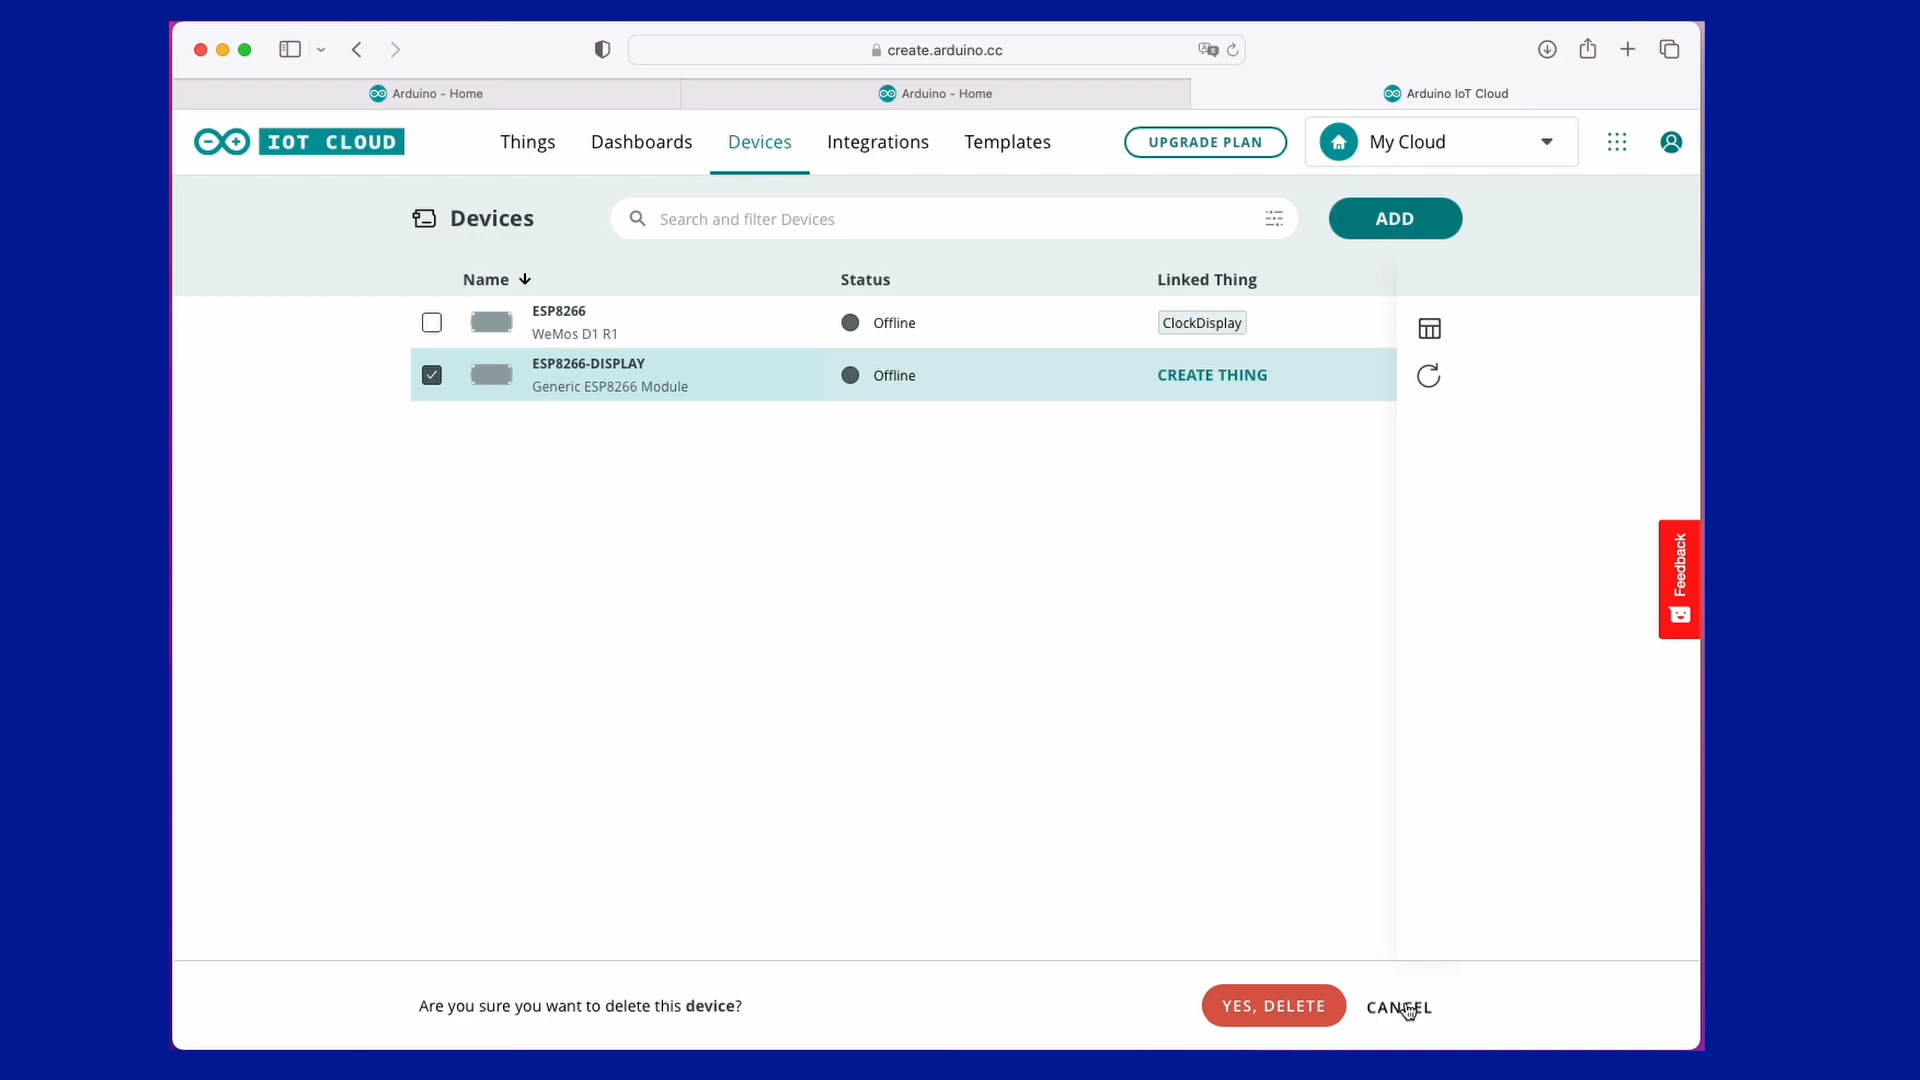 create.arduino.cc
Arduino - Home
Arduino - Home
Arduino IoT Cloud
IOT CLOUD
Things
Dashboards
Devices
Integrations
Templates
UPGRADE PLAN
My Cloud
Devices
Search and filter Devices
ADD
Name
Status
Linked Thing
ESP8266
WeMos D1 R1
Offline
ClockDisplay
ESP8266-DISPLAY
Generic ESP8266 Module
Offline
CREATE THING
Feedback
Are you sure you want to delete this device?
YES, DELETE
CANCEL